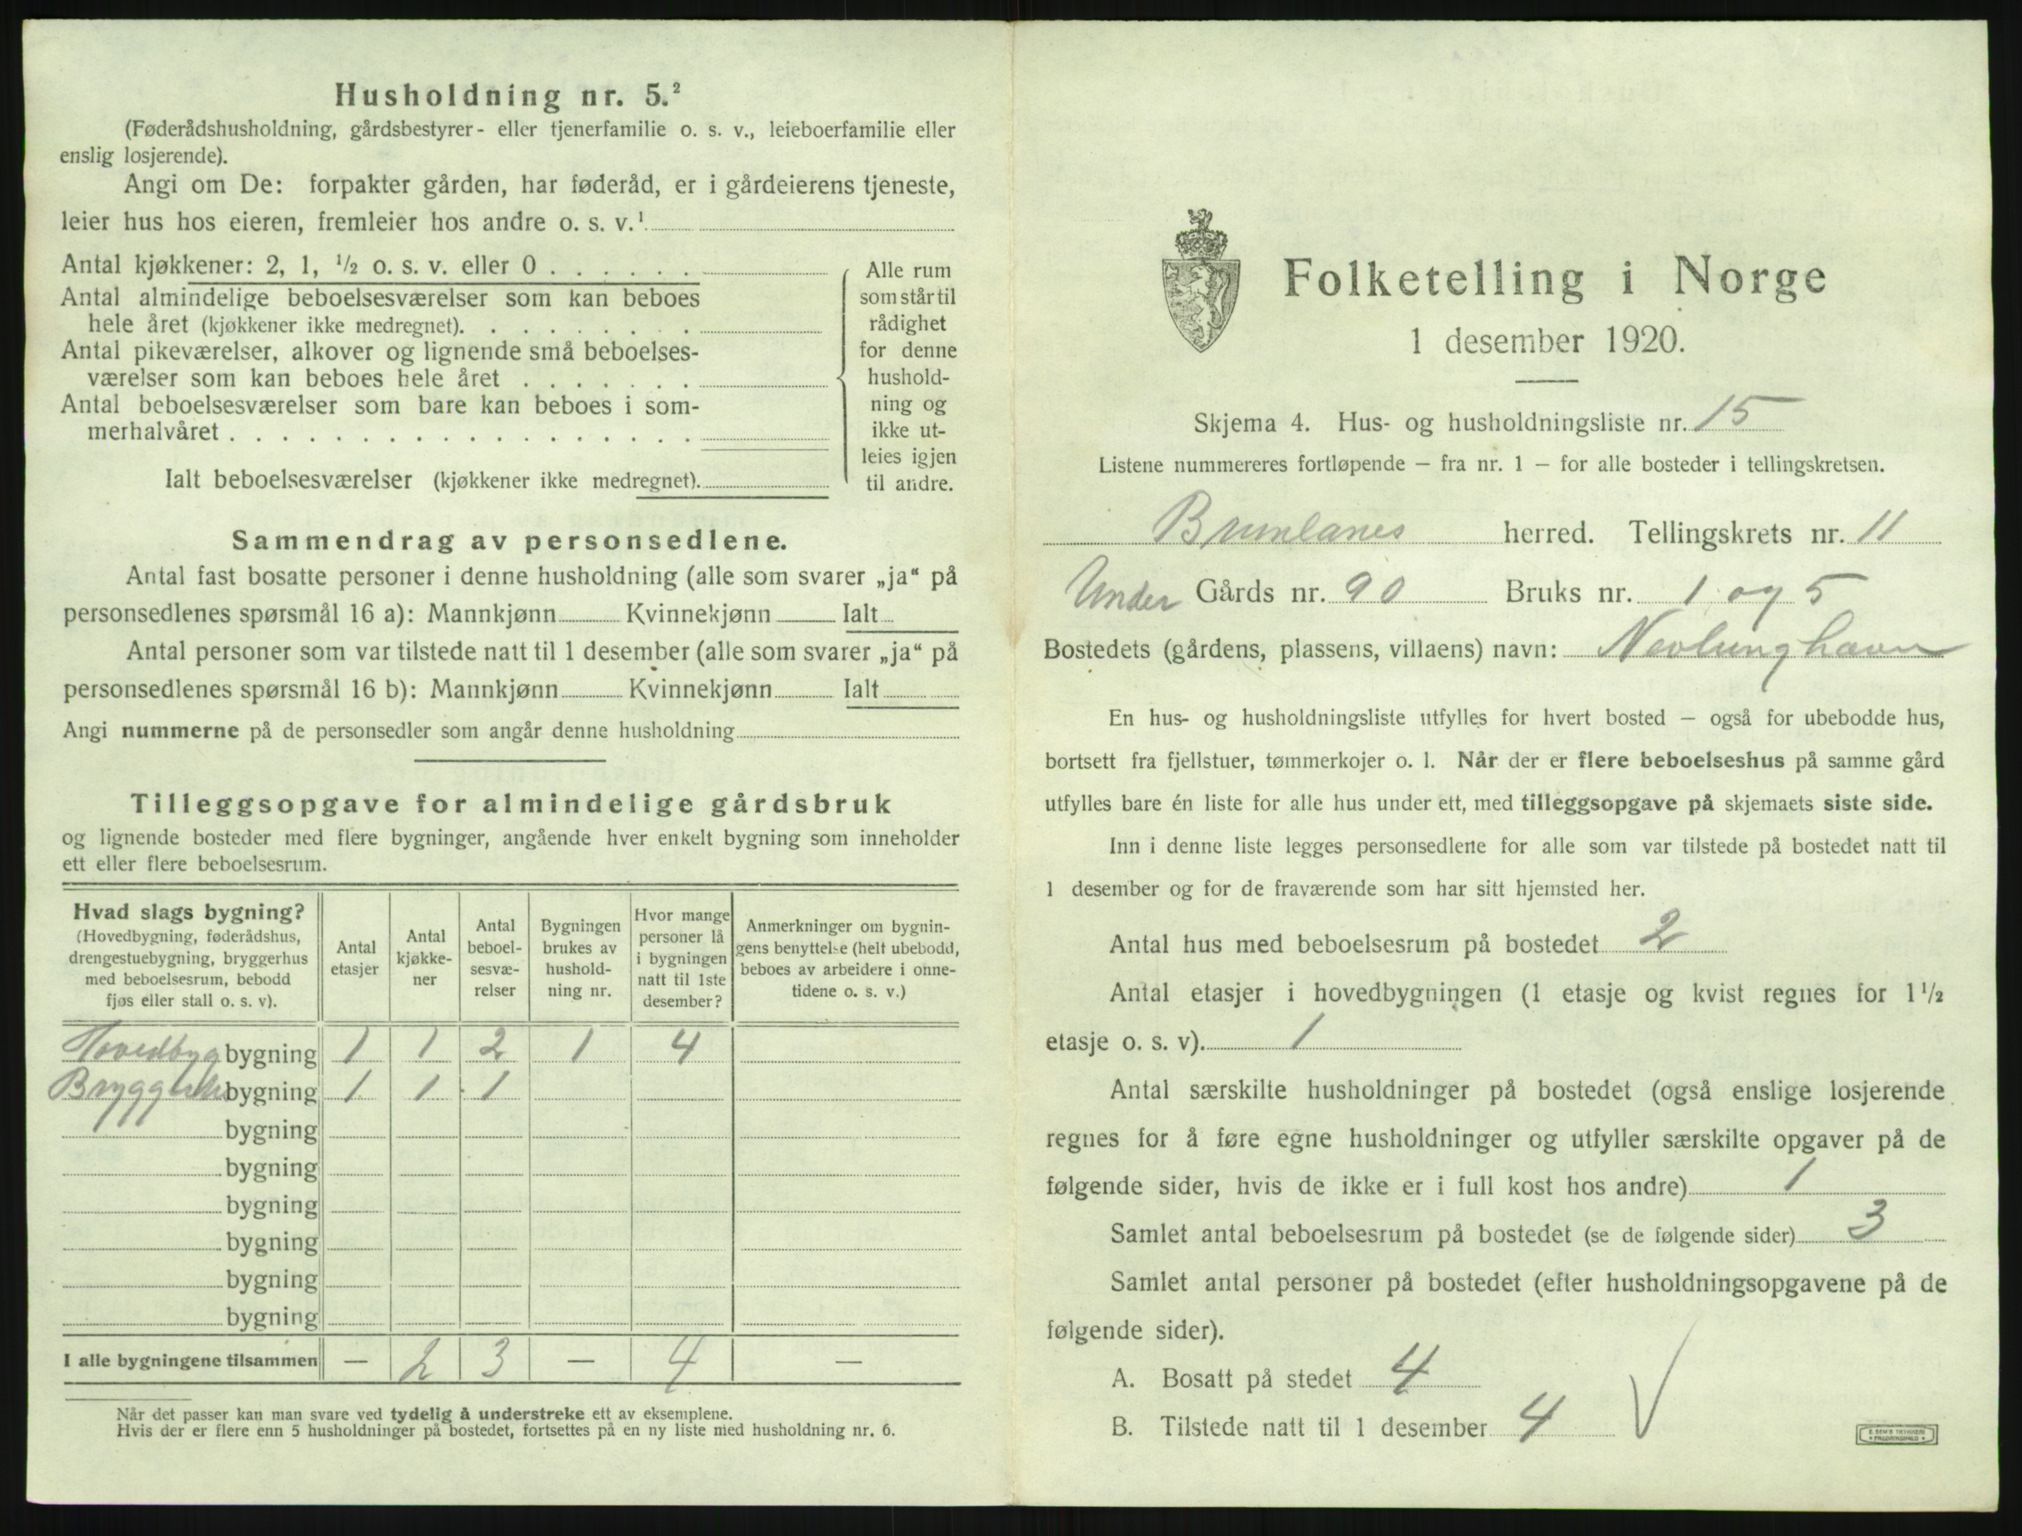 Husholdning nr. 5.²
(Føderådshusholdning, gårdsbestyrer- eller tjenerfamilie o. s. v., leieboerfamilie eller
enslig losjerende).
Angi om De: forpakter gården, har føderåd, er i gårdeierens tjeneste,
leier hus hos eieren, fremleier hos andre o. s. v.¹
Antal kjøkkener: 2, 1, ½ o. s. v. eller 0 . . . . . .
Antal almindelige beboelsesværelser som kan beboes
hele året (kjøkkener ikke medregnet). . . . . . . . .
Antal pikeværelser, alkover og lignende små beboelses-
værelser som kan beboes hele året . . . . . . .
Antal beboelsesværelser som bare kan beboes i som-
merhalvåret . . . . . . . . . . . . . . . . . .
Ialt beboelsesværelser (kjøkkener ikke medregnet).
Alle rum
som står til
rådighet
for denne
hushold-
ning og
ikke ut-
leies igjen
til andre.
Sammendrag av personsedlene.
Antal fast bosatte personer i denne husholdning (alle som svarer „ja“ på
personsedlenes spørsmål 16 a): Mannkjønn Kvinnekjønn Ialt
Antal personer som var tilstede natt til 1 desember (alle som svarer „ja“ på
personsedlenes spørsmål 16 b): Mannkjønn Kvinnekjønn Ialt
Angi nummerne på de personsedler som angår denne husholdning
Tilleggsopgave for almindelige gårdsbruk
og lignende bosteder med flere bygninger, angående hver enkelt bygning som inneholder
ett eller flere beboelsesrum.
Hvad slags bygning?
(Hovedbygning, føderådshus,
drengestuebygning, bryggerhus
med beboelsesrum, bebodd
fjøs eller stall o. s. v).
Antal
etasjer
Antal
kjøkke-
ner
Antal
beboel-
sesvæ-
relser
Bygningen
brukes av
hushold-
ning nr.
Hvor mange
personer lå
i bygningen
natt til 1ste
desember?
Anmerkninger om bygnin-
gens benyttelse (helt ubebodd,
beboes av arbeidere i onne-
tidene o. s. v.)
Hovedbyg bygning 1 1 2 1 4
bygning 1 1 1
bygning
bygning
bygning
bygning
bygning
bygning
I alle bygningene tilsammen — 2 3 — 4 —
Når det passer kan man svare ved tydelig å understreke ett av eksemplene.
Hvis der er flere enn 5 husholdninger på bostedet, fortsettes på en ny liste med husholdning nr. 6.
Folketelling i Norge
1 desember 1920.
Skjema 4. Hus- og husholdningsliste nr. 15
Listene nummereres fortløpende — fra nr. 1 — for alle bosteder i tellingskretsen.
Brunlanes herred. Tellingskrets nr. 11
Under Gårds nr. 90 Bruks nr. 1 og 5
Bostedets (gårdens, plassens, villaens) navn: Nevlunghavn
En hus- og husholdningsliste utfylles for hvert bosted — også for ubebodde hus,
bortsett fra fjellstuer, tømmerkojer o. l. Når der er flere beboelseshus på samme gård
utfylles bare én liste for alle hus under ett, med tilleggsopgave på skjemaets siste side.
Inn i denne liste legges personsedlene for alle som var tilstede på bostedet natt til
1 desember og for de fraværende som har sitt hjemsted her.
Antal hus med beboelsesrum på bostedet 2
Antal etasjer i hovedbygningen (1 etasje og kvist regnes for 1½
etasje o. s. v). 1
Antal særskilte husholdninger på bostedet (også enslige losjerende
regnes for å føre egne husholdninger og utfyller særskilte opgaver på de
følgende sider, hvis de ikke er i full kost hos andre) 1
Samlet antal beboelsesrum på bostedet (se de følgende sider) 3
Samlet antal personer på bostedet (efter husholdningsopgavene på de
følgende sider).
A. Bosatt på stedet 4
B. Tilstede natt til 1 desember 4